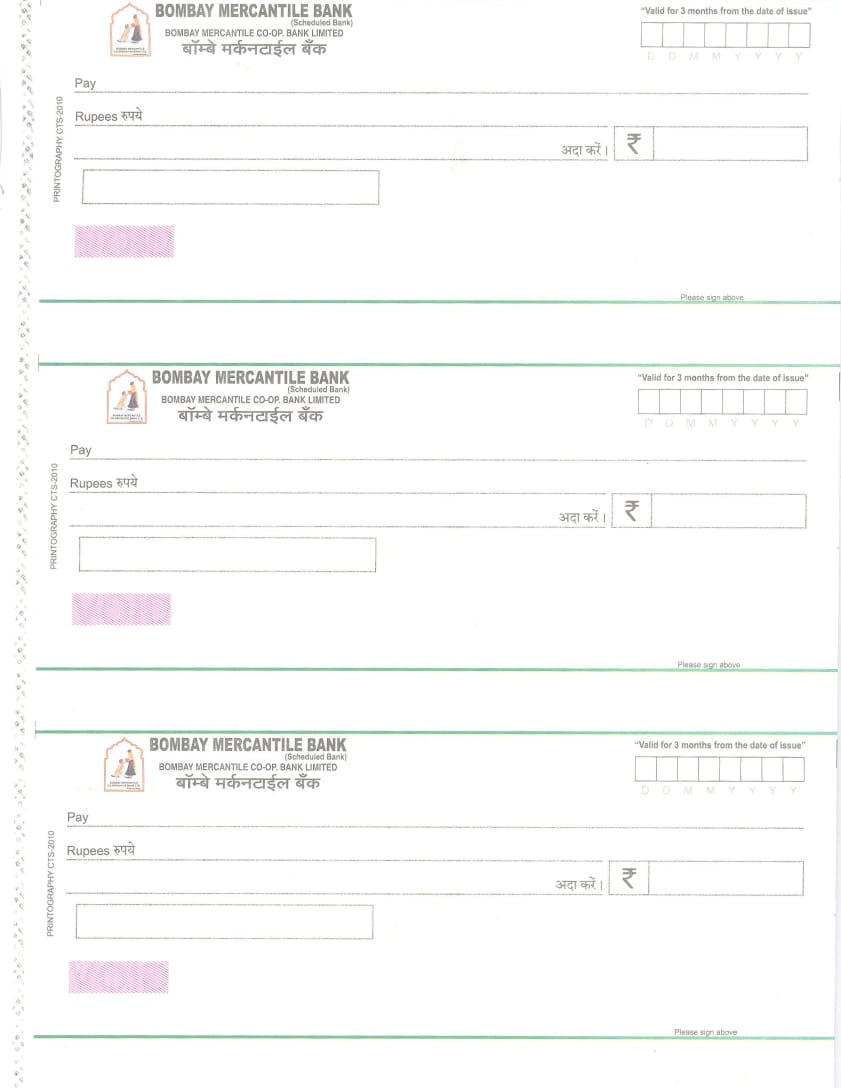 BOMBAY MERCANTILE BANK
(Scheduled Bank)
BOMBAY MERCANTILE CO-OP. BANK LIMITED
बॉम्बे मर्कनटाईल बँक
"Valid for 3 months from the date of issue"
D D M M Y Y Y Y
Pay
Rupees रुपये
अदा करें। ₹
PRINTOGRAPHY CTS-2010
VOID
Please sign above
BOMBAY MERCANTILE BANK
(Scheduled Bank)
BOMBAY MERCANTILE CO-OP. BANK LIMITED
बॉम्बे मर्कनटाईल बँक
"Valid for 3 months from the date of issue"
D D M M Y Y Y Y
Pay
Rupees रुपये
अदा करें। ₹
PRINTOGRAPHY CTS-2010
VOID
Please sign above
BOMBAY MERCANTILE BANK
(Scheduled Bank)
BOMBAY MERCANTILE CO-OP. BANK LIMITED
बॉम्बे मर्कनटाईल बँक
"Valid for 3 months from the date of issue"
D D M M Y Y Y Y
Pay
Rupees रुपये
अदा करें। ₹
PRINTOGRAPHY CTS-2010
VOID
Please sign above